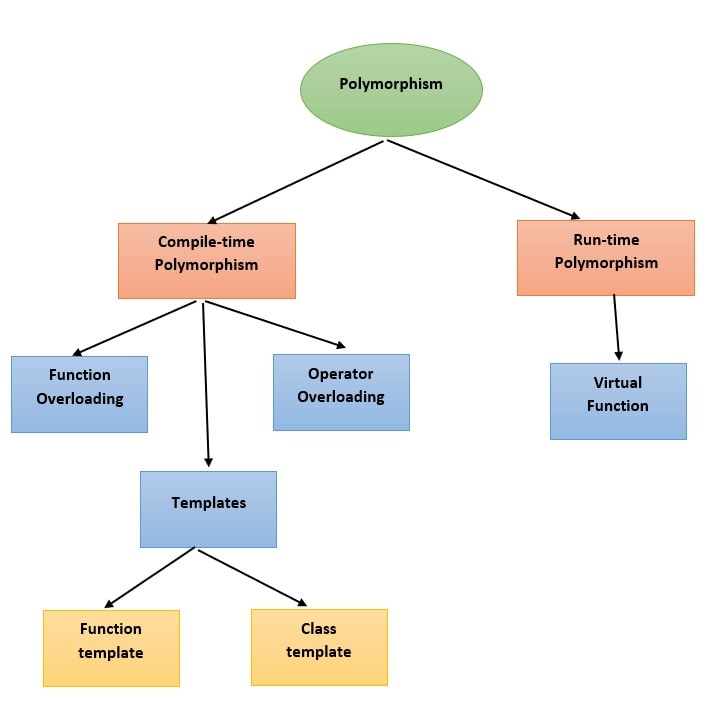 Polymorphism
Compile-time
Polymorphism
Run-time
Polymorphism
Function
Overloading
Operator
Overloading
Virtual
Function
Templates
Function
template
Class
template